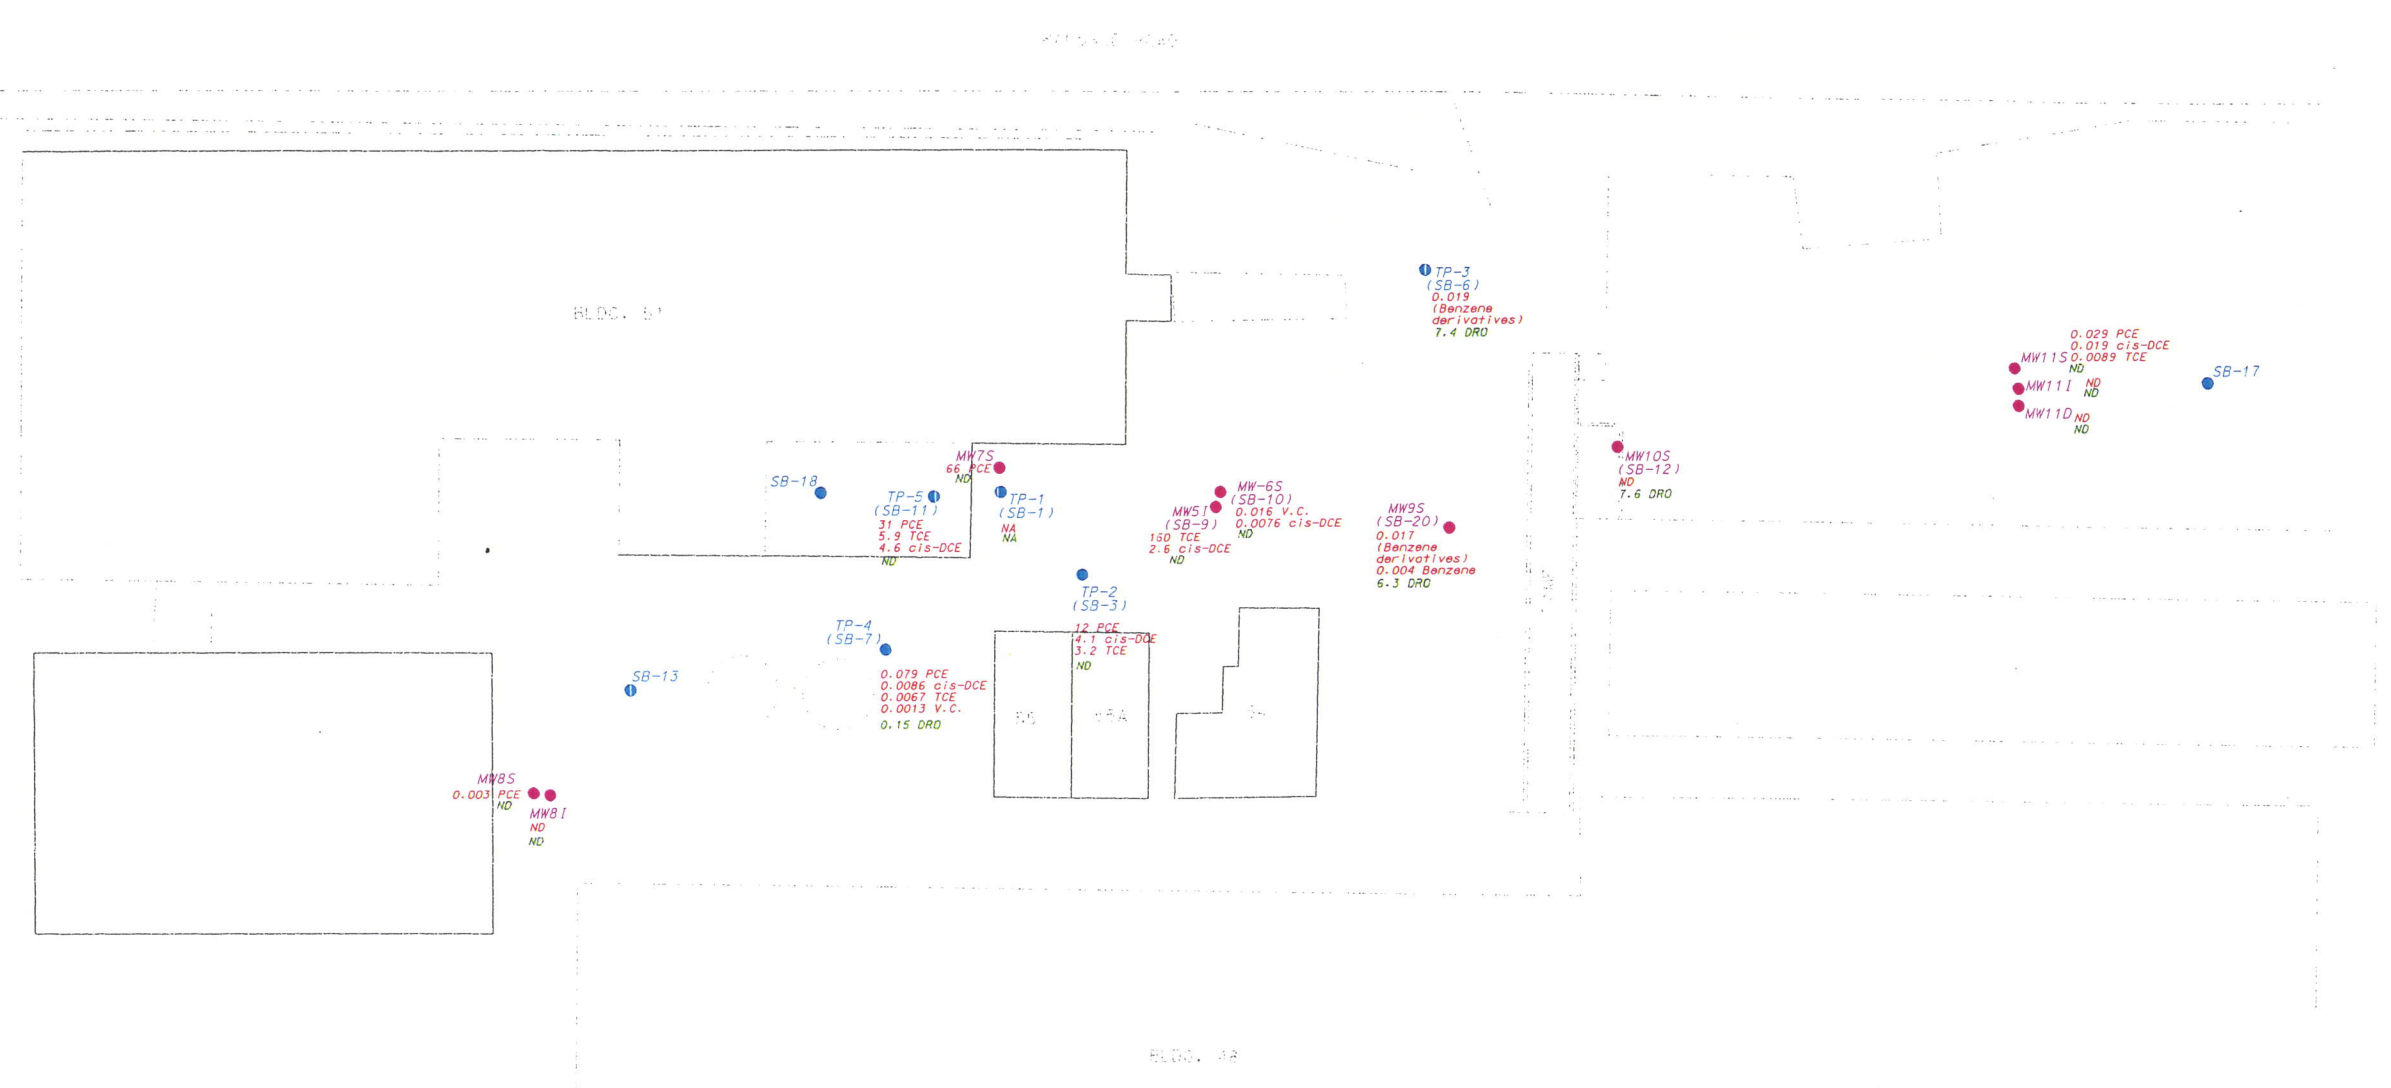 BLDG. 61
TP-3
(SB-6)
0.019
(Benzene
derivatives)
7.4 DRO
0.029 PCE
0.019 cis-DCE
MW11S 0.0089 TCE
ND
MW11I ND
ND
MW11D ND
ND
SB-17
MW7S
66 PCE
ND
SB-18
TP-5
(SB-11)
31 PCE
5.9 TCE
4.6 cis-DCE
ND
TP-1
(SB-1)
NA
NA
MW-6S
(SB-10)
0.016 V.C.
0.0076 cis-DCE
ND
MW5I
(SB-9)
160 TCE
2.6 cis-DCE
ND
MW9S
(SB-20)
0.017
(Benzene
derivatives)
0.004 Benzene
6.3 DRO
MW10S
(SB-12)
ND
7.6 DRO
TP-2
(SB-3)
12 PCE
4.1 cis-DCE
3.2 TCE
ND
TP-4
(SB-7)
0.079 PCE
0.0086 cis-DCE
0.0067 TCE
0.0013 V.C.
0.15 DRO
SB-13
MW8S
0.003 PCE
ND
MW8I
ND
ND
BLDG. 48